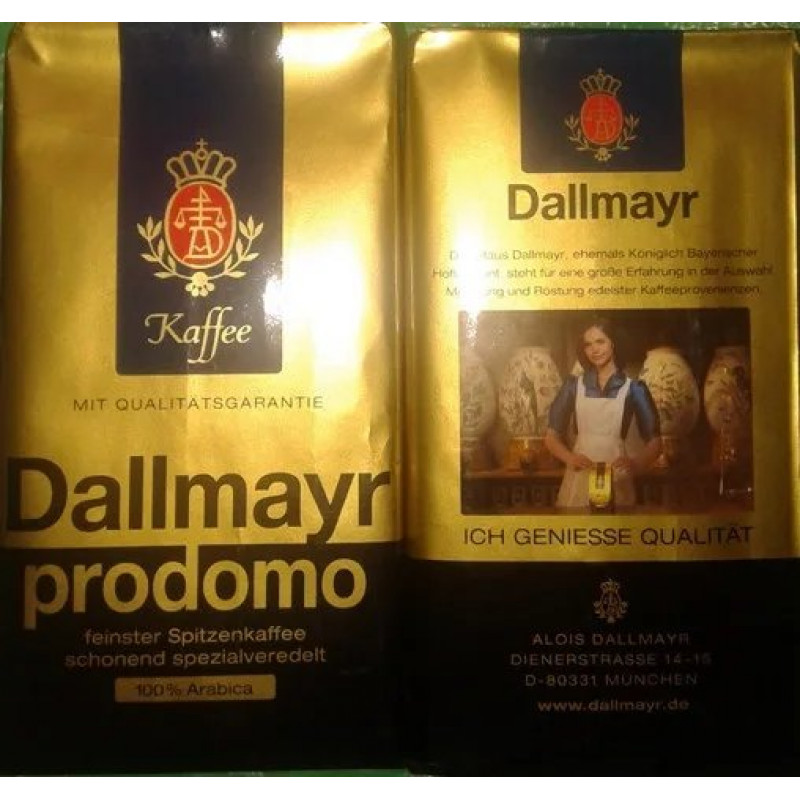 Kaffee
MIT QUALITÄTSGARANTIE
Dallmayr
prodomo
feinster Spitzenkaffee
schonend spezialveredelt
100% Arabica
Dallmayr
Haus Dallmayr, ehemals Königlich Bayerischer
steht für eine große Erfahrung in der Auswahl
und Röstung edelster Kaffeeprovenienzen.
ICH GENIESSE QUALITÄT
ALOIS DALLMAYR
DIENERSTRASSE 14-15
D-80331 MÜNCHEN
www.dallmayr.de